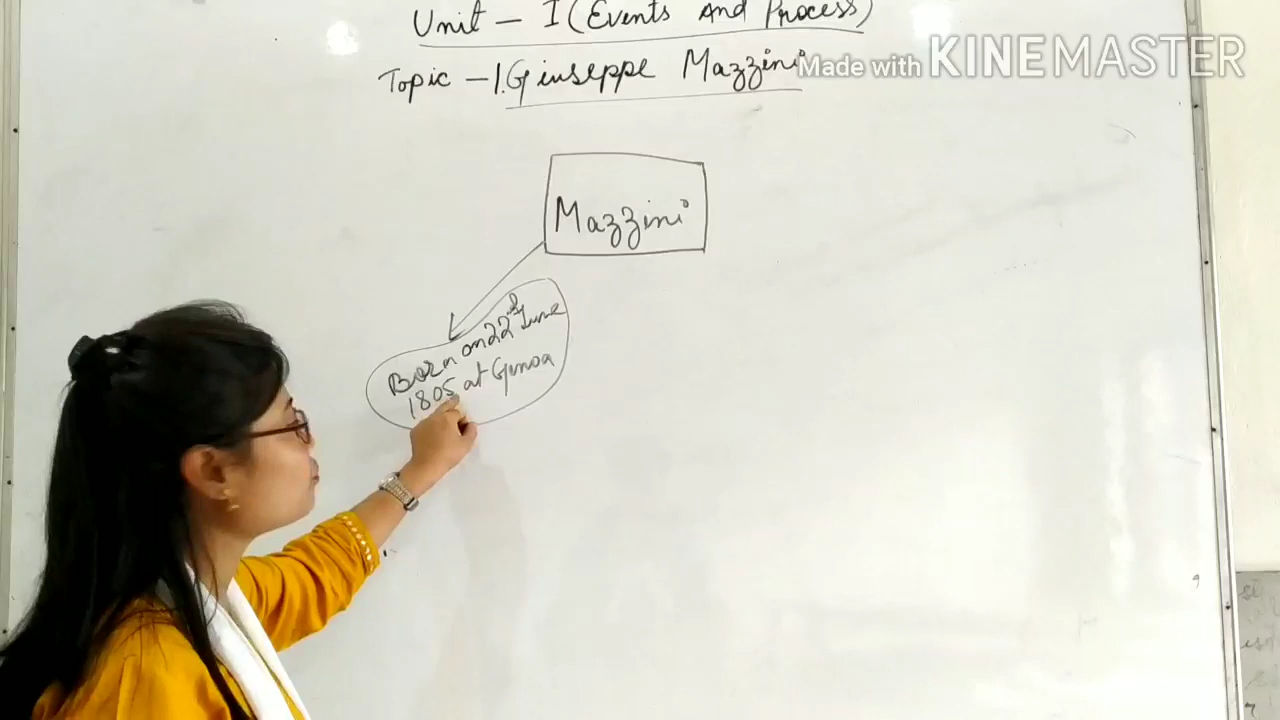 Unit - I (Events And Process)
Topic - 1. Giuseppe Mazzini
Made with KINEMASTER
Mazzini
Born on 22nd June
1805 at Genoa